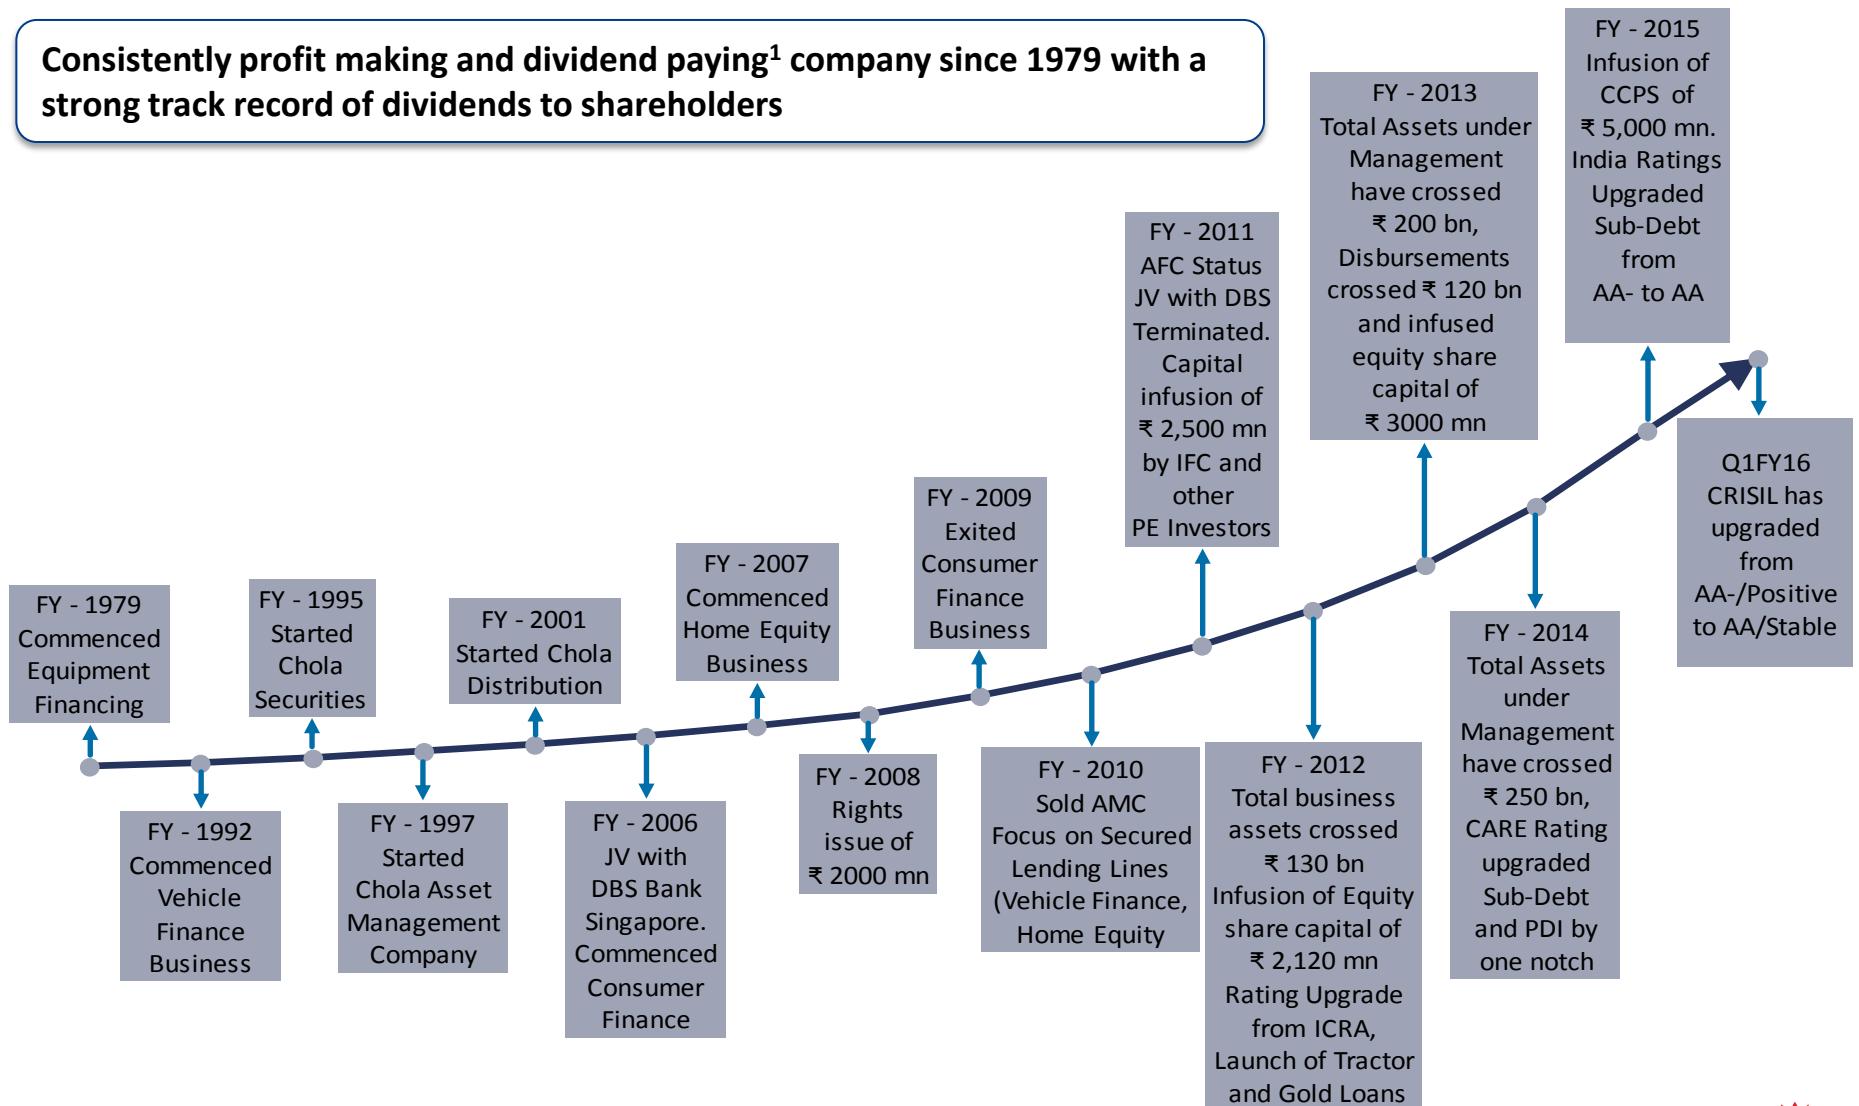 Consistently profit making and dividend paying1 company since 1979 with a
strong track record of dividends to shareholders
FY - 1979
Commenced
Equipment
Financing
FY - 1992
Commenced
Vehicle
Finance
Business
FY - 1995
Started
Chola
Securities
FY - 1997
Started
Chola Asset
Management
Company
FY - 2001
Started Chola
Distribution
FY - 2006
JV with
DBS Bank
Singapore.
Commenced
Consumer
Finance
FY - 2007
Commenced
Home Equity
Business
FY - 2008
Rights
issue of
₹ 2000 mn
FY - 2009
Exited
Consumer
Finance
Business
FY - 2010
Sold AMC
Focus on Secured
Lending Lines
(Vehicle Finance,
Home Equity
FY - 2011
AFC Status
JV with DBS
Terminated.
Capital
infusion of
₹ 2,500 mn
by IFC and
other
PE Investors
FY - 2012
Total business
assets crossed
₹ 130 bn
Infusion of Equity
share capital of
₹ 2,120 mn
Rating Upgrade
from ICRA,
Launch of Tractor
and Gold Loans
FY - 2013
Total Assets under
Management
have crossed
₹ 200 bn,
Disbursements
crossed ₹ 120 bn
and infused
equity share
capital of
₹ 3000 mn
FY - 2014
Total Assets
under
Management
have crossed
₹ 250 bn,
CARE Rating
upgraded
Sub-Debt
and PDI by
one notch
FY - 2015
Infusion of
CCPS of
₹ 5,000 mn.
India Ratings
Upgraded
Sub-Debt
from
AA- to AA
Q1FY16
CRISIL has
upgraded
from
AA-/Positive
to AA/Stable